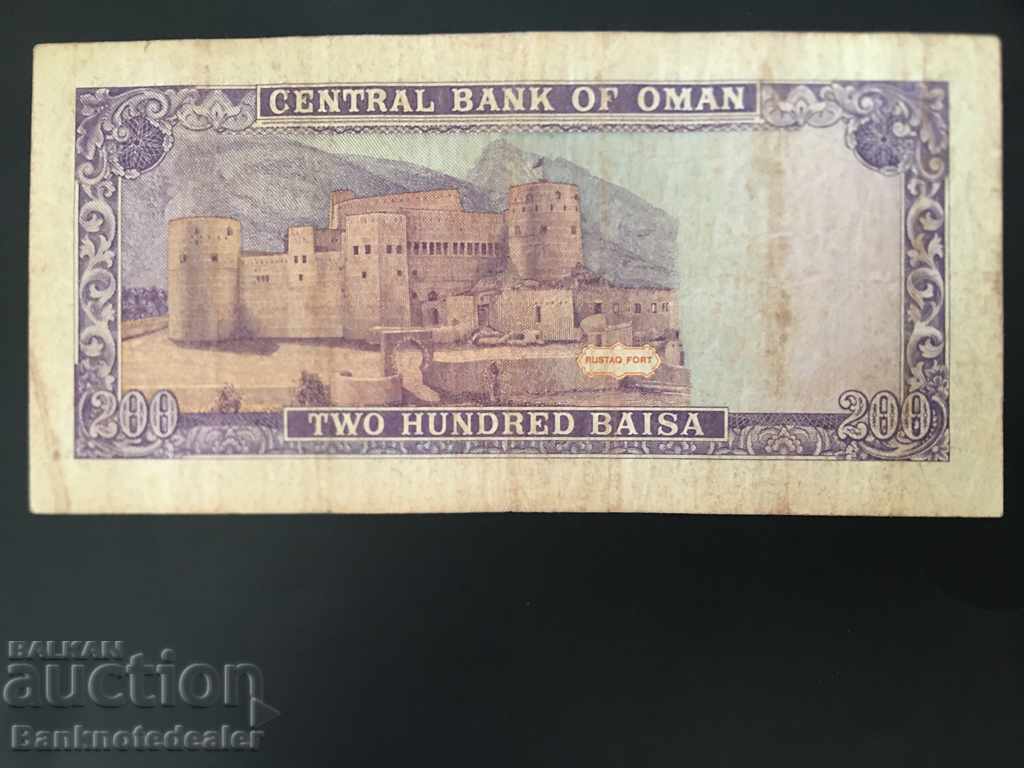 CENTRAL BANK OF OMAN
RUSTAQ FORT
200
TWO HUNDRED BAISA
200
BALKAN
auction
Banknotedealer